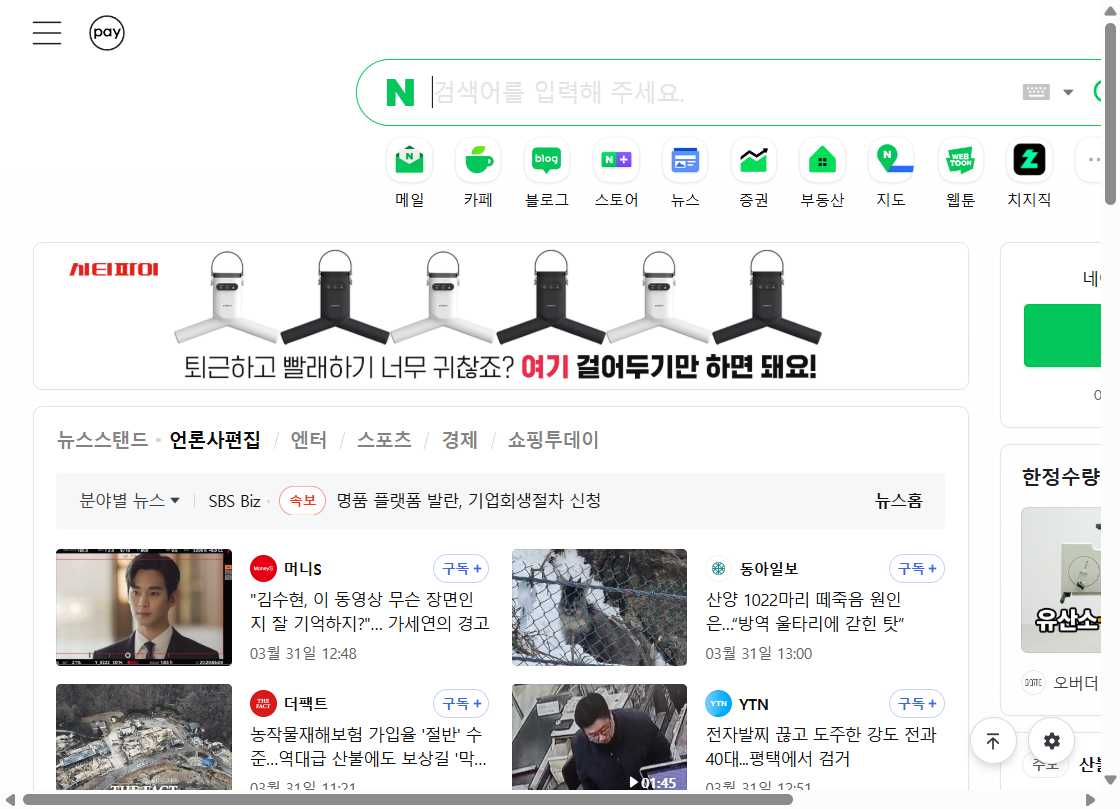 pay
N 검색어를 입력해 주세요.
메일 카페 블로그 스토어 뉴스 증권 부동산 지도 웹툰 치지직
씨티파이
퇴근하고 빨래하기 너무 귀찮죠? 여기 걸어두기만 하면 돼요!
뉴스스탠드 언론사편집 / 엔터 / 스포츠 / 경제 / 쇼핑투데이
분야별 뉴스 SBS Biz 속보 명품 플랫폼 발란, 기업회생절차 신청 뉴스홈
머니S 구독 +
"김수현, 이 동영상 무슨 장면인
지 잘 기억하지?"... 가세연의 경고
03월 31일 12:48
동아일보 구독 +
산양 1022마리 떼죽음 원인
은…“방역 울타리에 갇힌 탓”
03월 31일 13:00
더팩트 구독 +
농작물재해보험 가입율 '절반' 수
준…역대급 산불에도 보상길 '막…
03월 31일 11:21
YTN 구독 +
전자발찌 끊고 도주한 강도 전과
40대...평택에서 검거
03월 31일 12:51
01:45
한정수량
유산소
오버더
주보